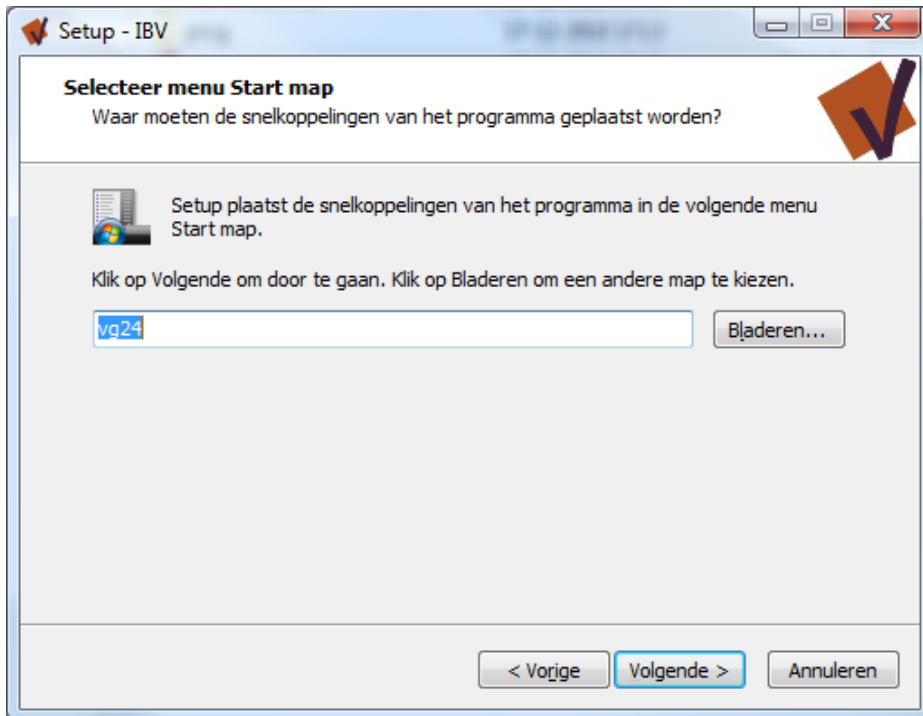 Setup - IBV
Selecteer menu Start map
Waar moeten de snelkoppelingen van het programma geplaatst worden?
Setup plaatst de snelkoppelingen van het programma in de volgende menu
Start map.
Klik op Volgende om door te gaan. Klik op Bladeren om een andere map te kiezen.
vg24
Bladeren...
< Vorige
Volgende >
Annuleren